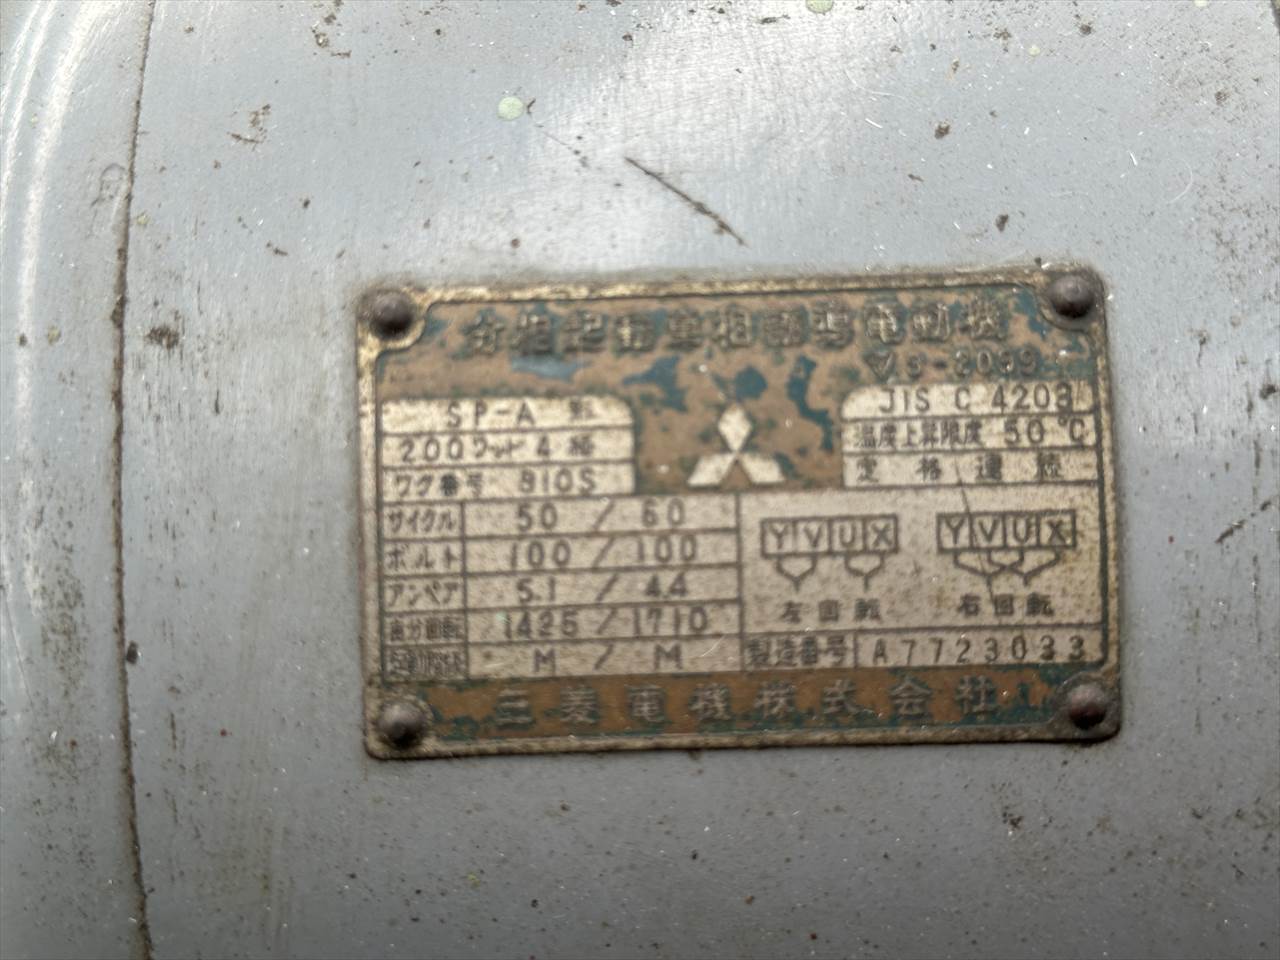 分相起動単相誘導電動機
▽S-3099
SP-A 型
200ワット 4 極
ワク番号 810S
JIS C 4203
温度上昇限度 50 ℃
定格連続
サイクル 50 / 60
ボルト 100 / 100
アンペア 5.1 / 4.4
毎分回転 1425 / 1710
M / M
Y V U X
左回転
Y V U X
右回転
製造番号 A7723033
三菱電機株式会社